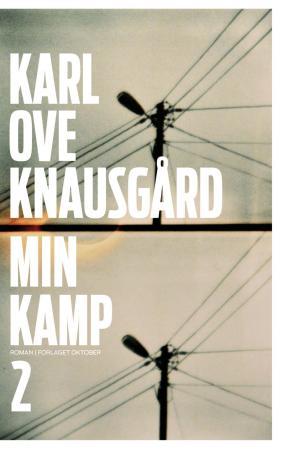 KARL
OVE
KNAUSGÅRD
MIN
KAMP
ROMAN | FORLAGET OKTOBER
2